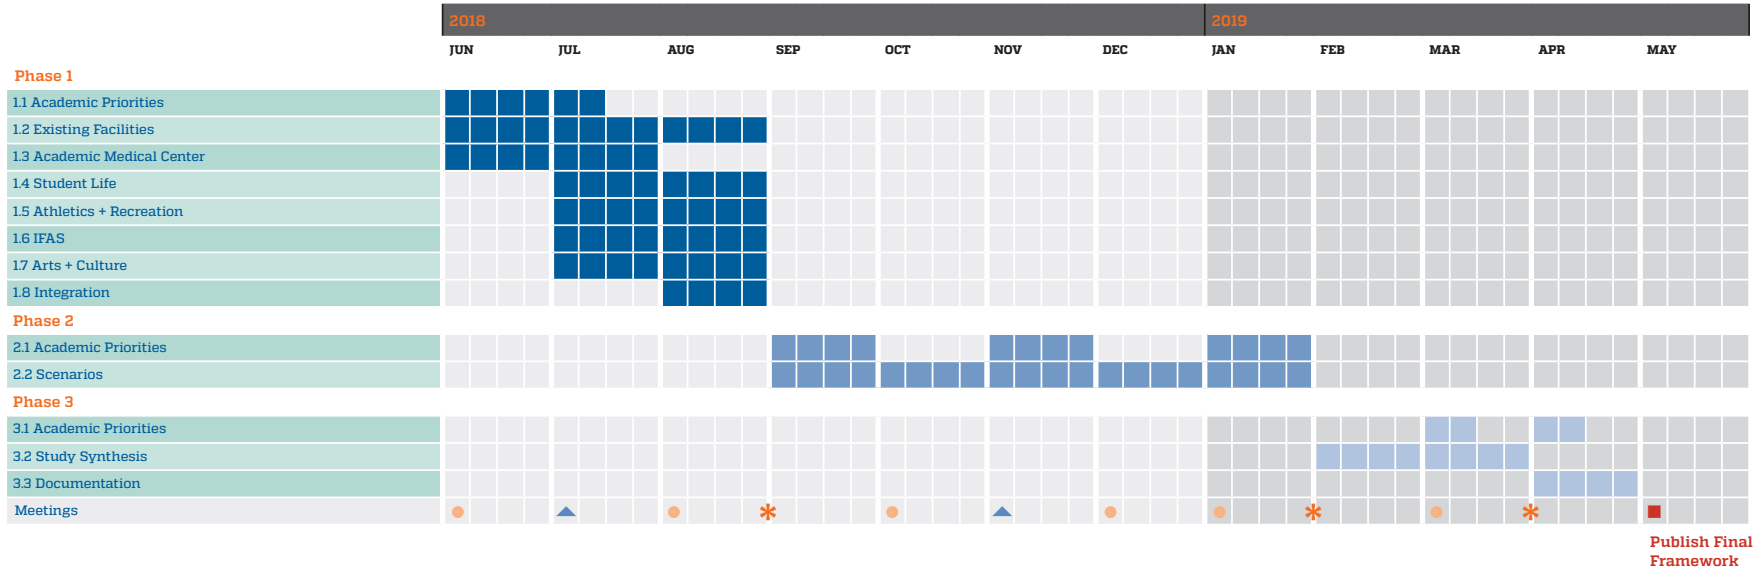 2018 2019
JUN JUL AUG SEP OCT NOV DEC JAN FEB MAR APR MAY
Phase 1
1.1 Academic Priorities
1.2 Existing Facilities
1.3 Academic Medical Center
1.4 Student Life
1.5 Athletics + Recreation
1.6 IFAS
1.7 Arts + Culture
1.8 Integration
Phase 2
2.1 Academic Priorities
2.2 Scenarios
Phase 3
3.1 Academic Priorities
3.2 Study Synthesis
3.3 Documentation
Meetings
Publish Final
Framework